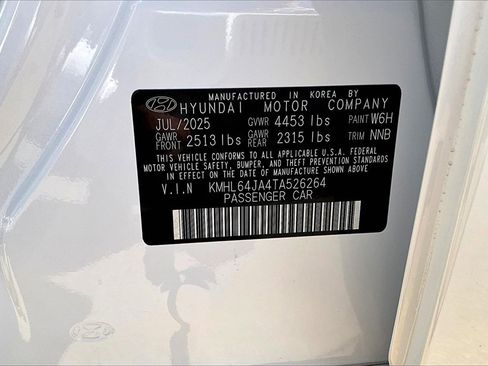 MANUFACTURED IN KOREA BY
HYUNDAI MOTOR COMPANY
JUL/2025 GVWR 4453 lbs PAINT W6H
GAWR FRONT 2513 lbs GAWR REAR 2315 lbs TRIM NNB
THIS VEHICLE CONFORMS TO ALL APPLICABLE U.S.A. FEDERAL
MOTOR VEHICLE SAFETY, BUMPER, AND THEFT PREVENTION STANDARDS
IN EFFECT ON THE DATE OF MANUFACTURE SHOWN ABOVE.
V.I.N KMHL64JA4TA526264
PASSENGER CAR